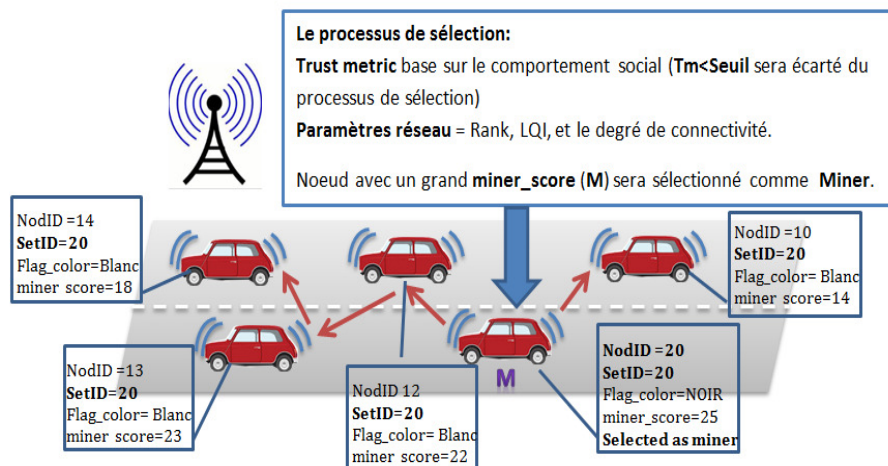 Le processus de sélection:
Trust metric base sur le comportement social (Tm<Seuil sera écarté du
processus de sélection)
Paramètres réseau = Rank, LQI, et le degré de connectivité.
Noeud avec un grand miner_score (M) sera sélectionné comme Miner.
NodID =14
SetID=20
Flag_color=Blanc
miner score=18
NodID =10
SetID=20
Flag_color= Blanc
miner score=14
NodID =13
SetID=20
Flag_color= Blanc
miner score=23
NodID 12
SetID=20
Flag_color= Blanc
miner score=22
M
NodID =20
SetID=20
Flag_color=NOIR
miner_score=25
Selected as miner